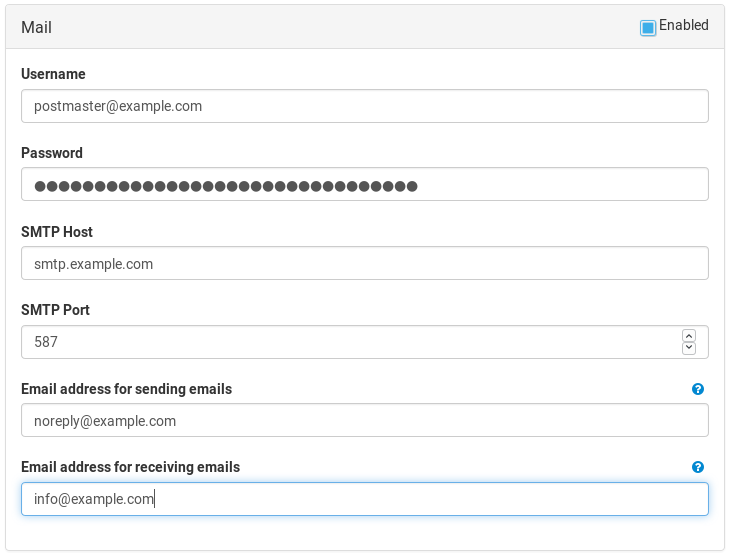 Mail
Enabled
Username
postmaster@example.com
Password
●●●●●●●●●●●●●●●●●●●●●●●●●●●●●●●●
SMTP Host
smtp.example.com
SMTP Port
587
Email address for sending emails
noreply@example.com
Email address for receiving emails
info@example.com